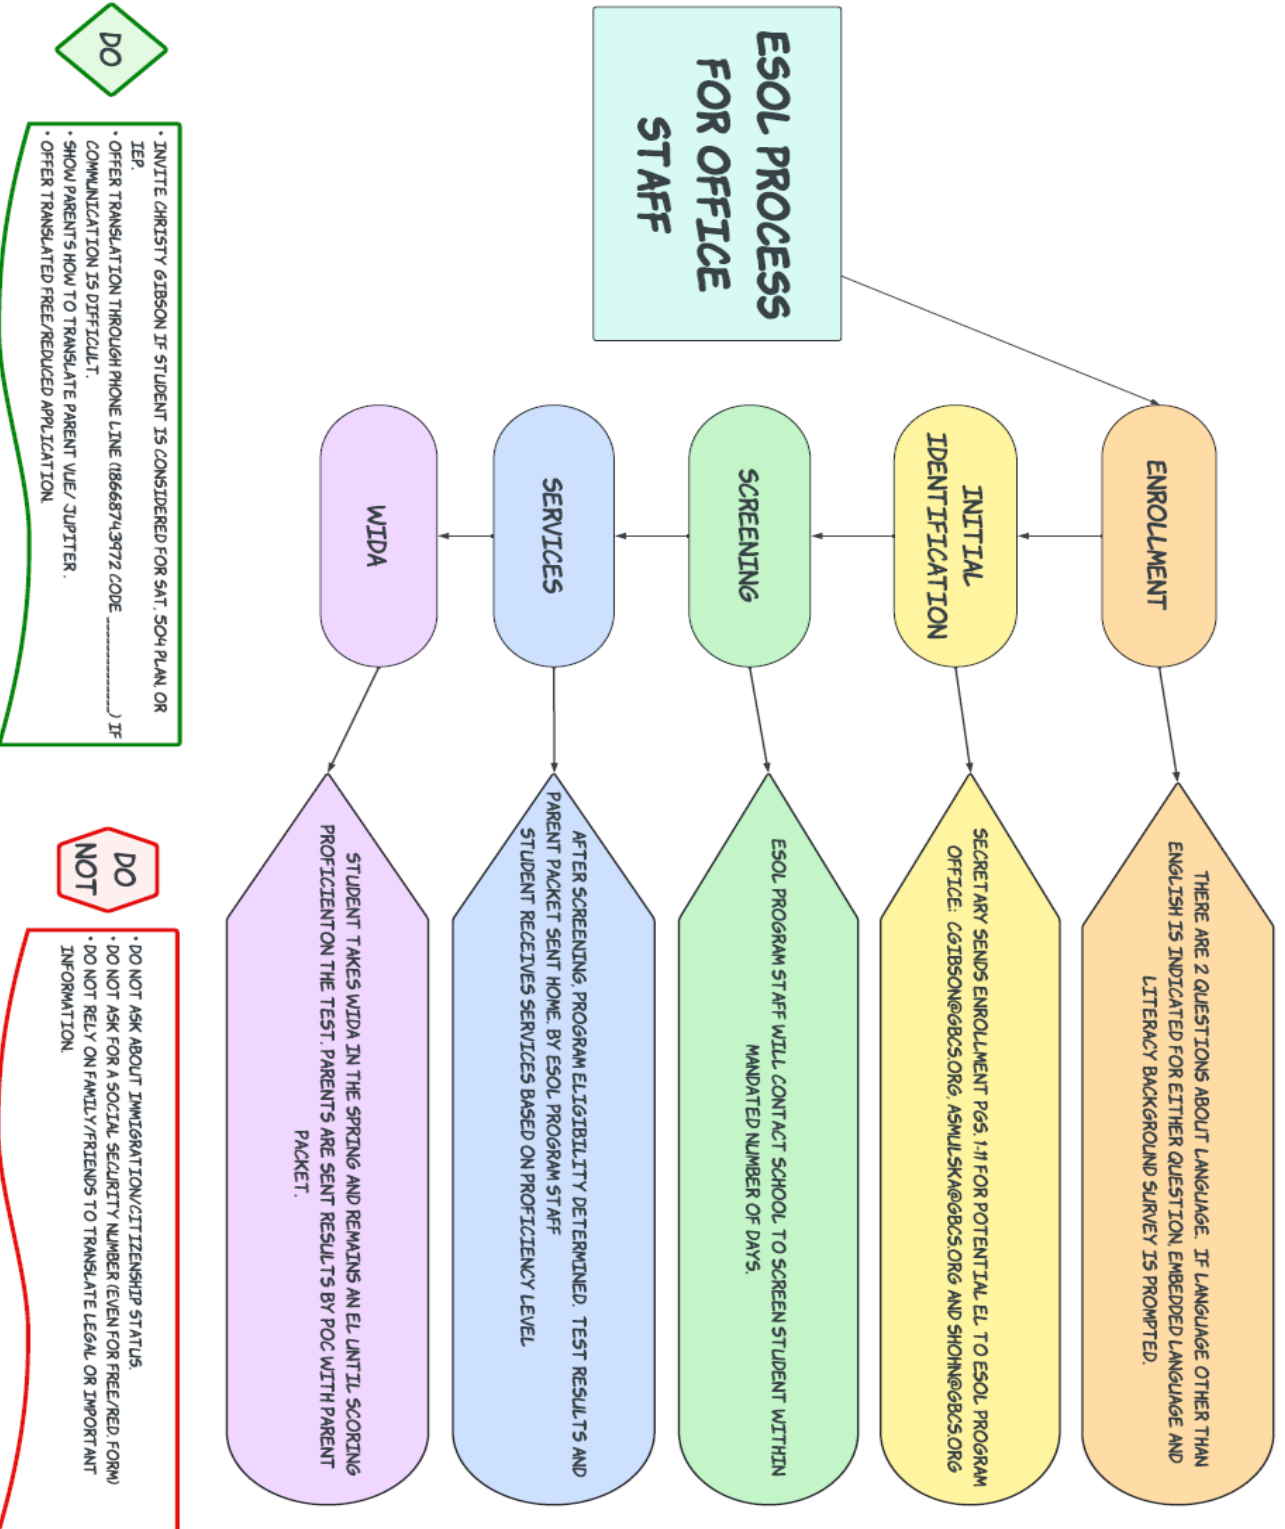 ESOL PROCESS
FOR OFFICE
STAFF
ENROLLMENT
THERE ARE 2 QUESTIONS ABOUT LANGUAGE. IF LANGUAGE OTHER THAN
ENGLISH IS INDICATED FOR EITHER QUESTION, EMBEDDED LANGUAGE AND
LITERACY BACKGROUND SURVEY IS PROMPTED.
INITIAL
IDENTIFICATION
SECRETARY SENDS ENROLLMENT PGS. 1-11 FOR POTENTIAL EL TO ESOL PROGRAM
OFFICE: CGIBSON@GBCS.ORG, ASMULSKA@GBCS.ORG AND SHOHN@GBCS.ORG
SCREENING
ESOL PROGRAM STAFF WILL CONTACT SCHOOL TO SCREEN STUDENT WITHIN
MANDATED NUMBER OF DAYS.
SERVICES
AFTER SCREENING, PROGRAM ELIGIBILITY DETERMINED. TEST RESULTS AND
PARENT PACKET SENT HOME. BY ESOL PROGRAM STAFF
STUDENT RECEIVES SERVICES BASED ON PROFICIENCY LEVEL
WIDA
STUDENT TAKES WIDA IN THE SPRING AND REMAINS AN EL UNTIL SCORING
PROFICIENT ON THE TEST. PARENTS ARE SENT RESULTS BY POC WITH PARENT
PACKET.
DO
• INVITE CHRISTY GIBSON IF STUDENT IS CONSIDERED FOR SAT, 504 PLAN, OR
IEP.
• OFFER TRANSLATION THROUGH PHONE LINE (18668743972 CODE ____________) IF
COMMUNICATION IS DIFFICULT.
• SHOW PARENTS HOW TO TRANSLATE PARENT VUE/ JUPITER.
• OFFER TRANSLATED FREE/REDUCED APPLICATION.
DO
NOT
• DO NOT ASK ABOUT IMMIGRATION/CITIZENSHIP STATUS.
• DO NOT ASK FOR A SOCIAL SECURITY NUMBER (EVEN FOR FREE/RED. FORM)
• DO NOT RELY ON FAMILY/FRIENDS TO TRANSLATE LEGAL OR IMPORTANT
INFORMATION.